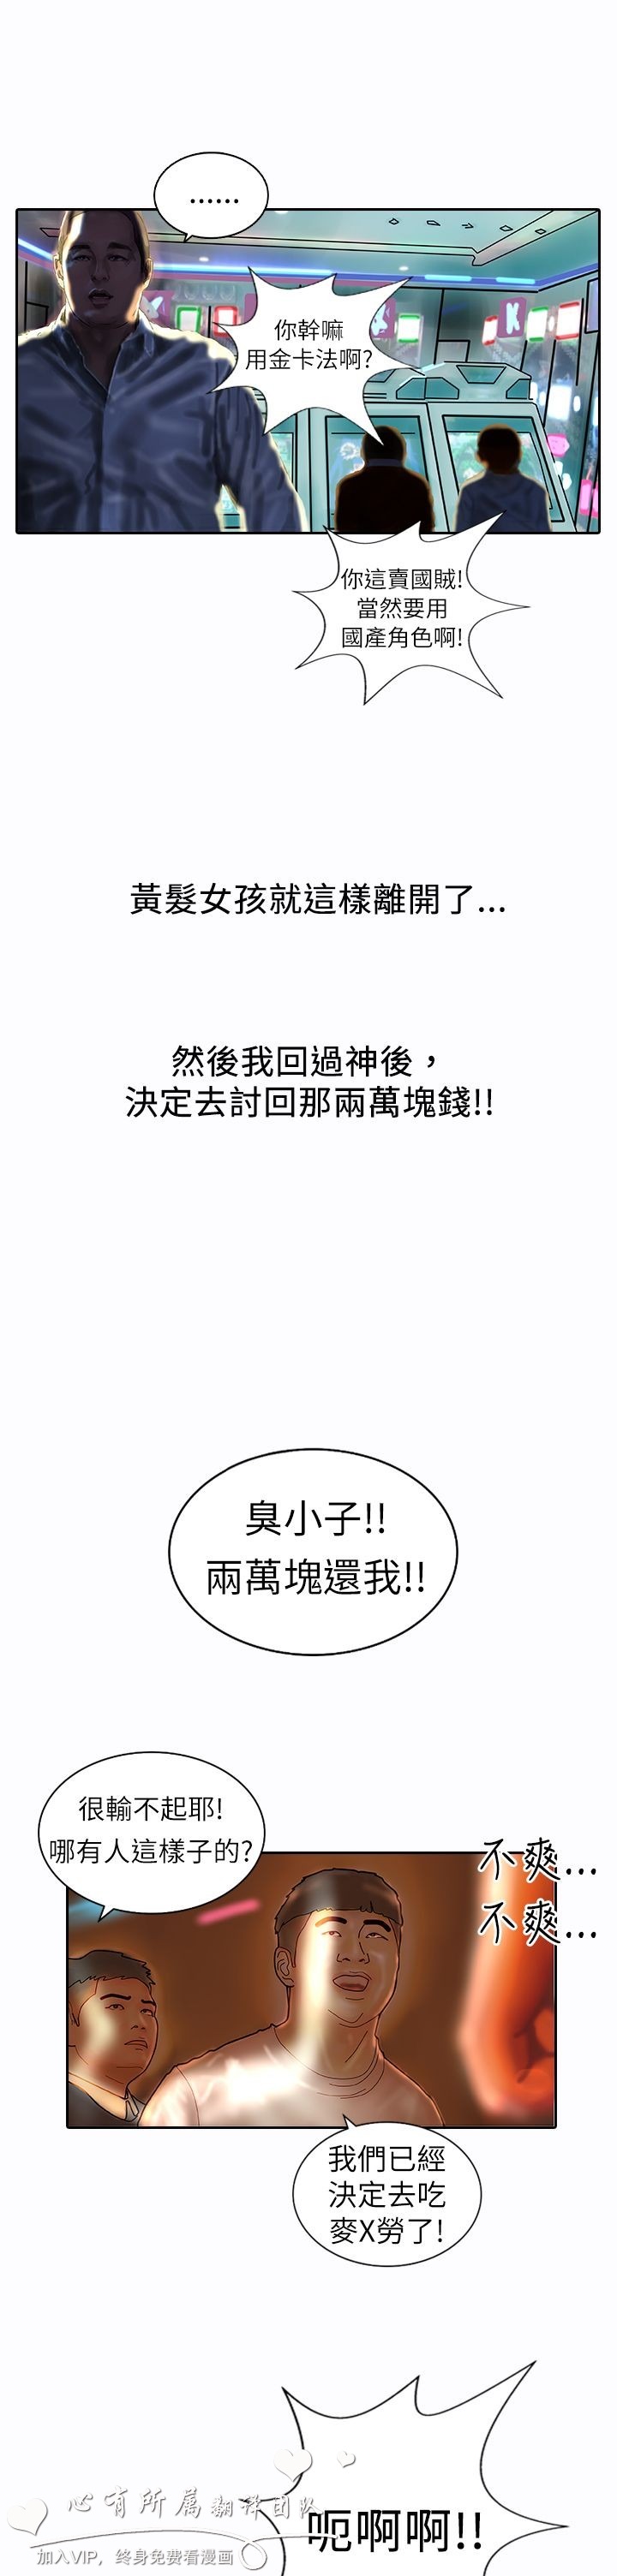 ……
你幹嘛
用金卡法啊?
你這賣國賊!
當然要用
國產角色啊!
黃髮女孩就這樣離開了...
然後我回過神後，
決定去討回那兩萬塊錢!!
臭小子!!
兩萬塊還我!!
很輸不起耶!
哪有人這樣子的?
不爽...
不爽...
我們已經
決定去吃
麥X勞了!
呃啊啊!!
心有所属翻译团队
加入VIP，终身免费看漫画